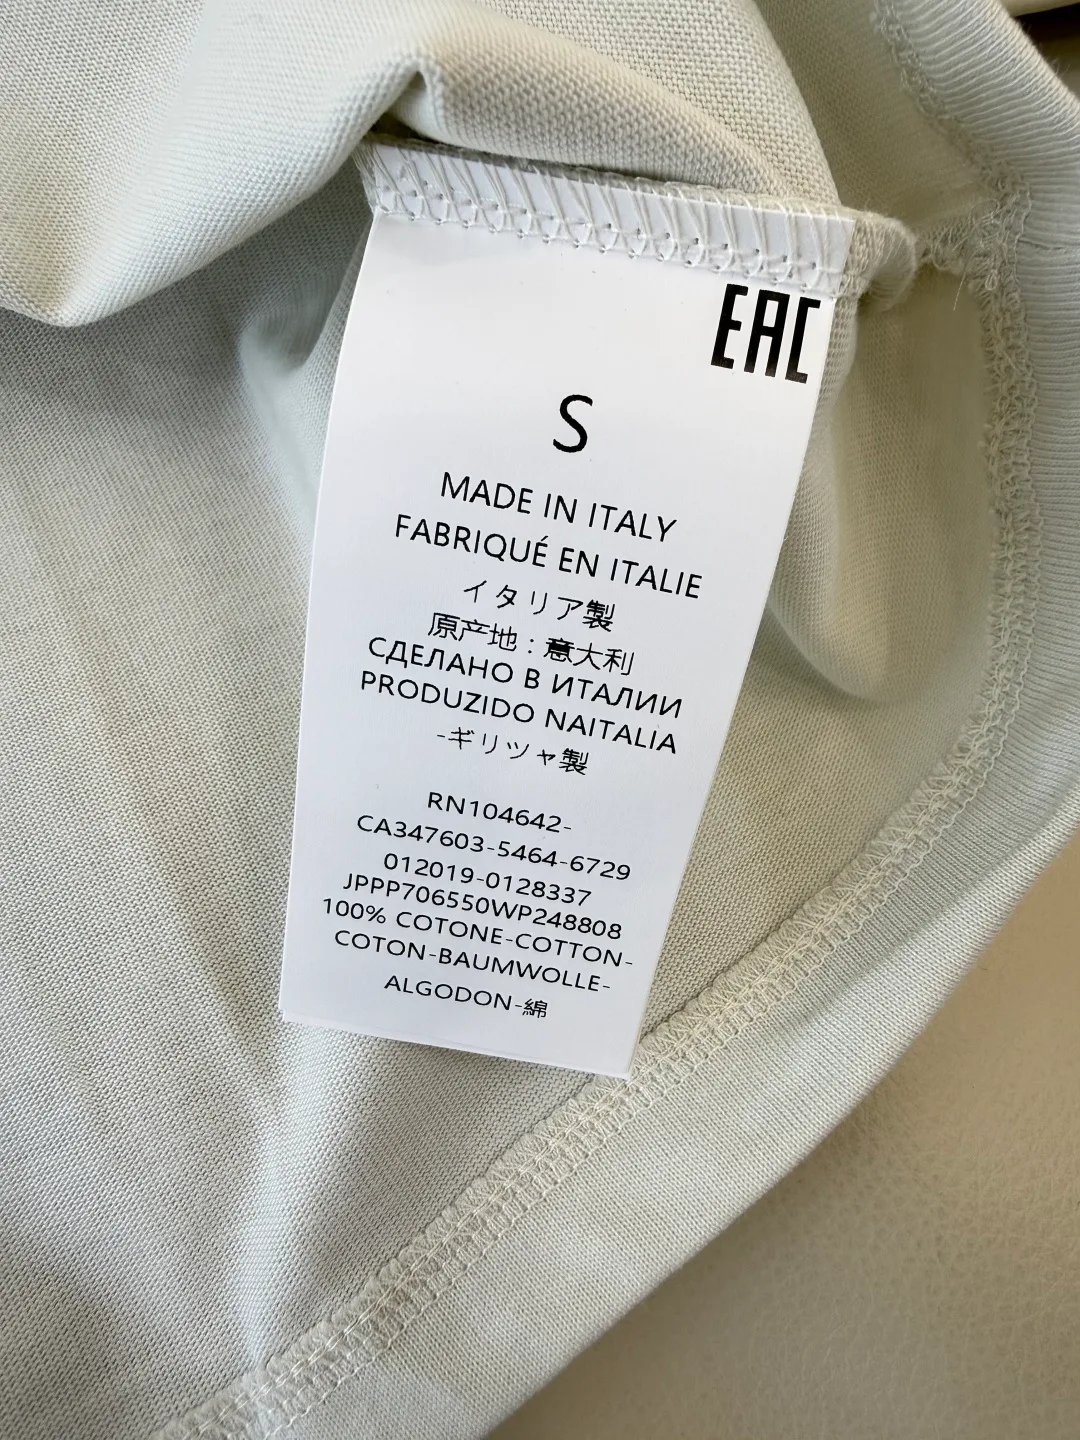 EAC
S
MADE IN ITALY
FABRIQUÉ EN ITALIE
イタリア製
原产地：意大利
СДЕЛАНО В ИТАЛИИ
PRODUZIDO NAITALIA
-ギリツャ製
RN104642-
CA347603-5464-6729
012019-0128337
JPPP706550WP248808
100% COTONE-COTTON-
COTON-BAUMWOLLE-
ALGODON-綿